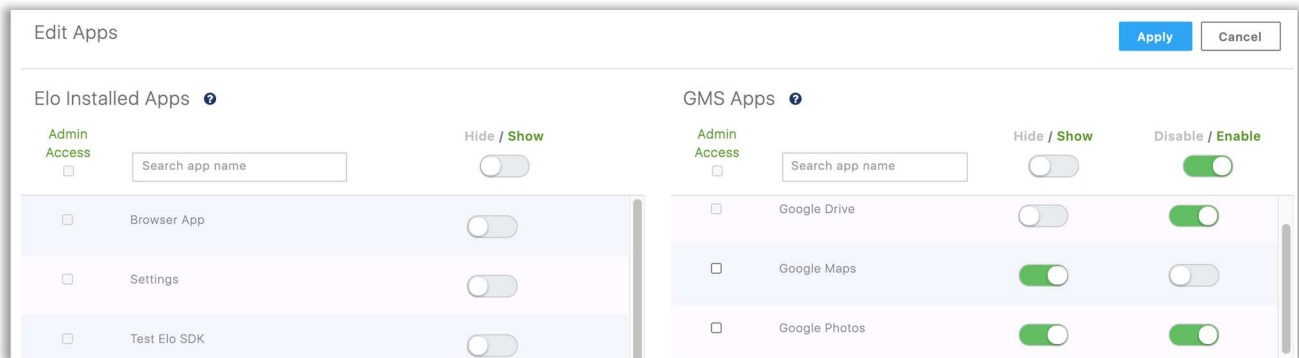 Edit Apps
Apply
Cancel
Elo Installed Apps ?
Admin Access
Search app name
Hide / Show
Browser App
Settings
Test Elo SDK
GMS Apps ?
Admin Access
Search app name
Hide / Show
Disable / Enable
Google Drive
Google Maps
Google Photos